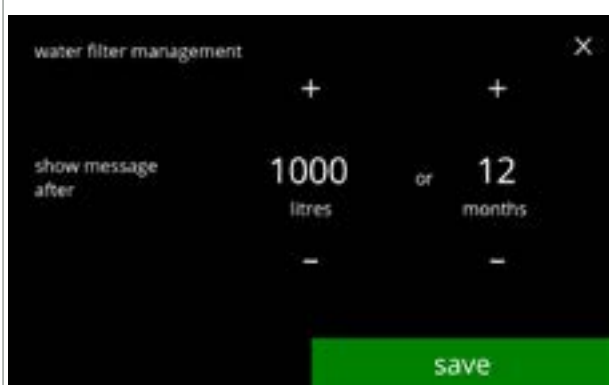 water filter management ×
+ +
show message
after
1000 or 12
litres months
- -
save